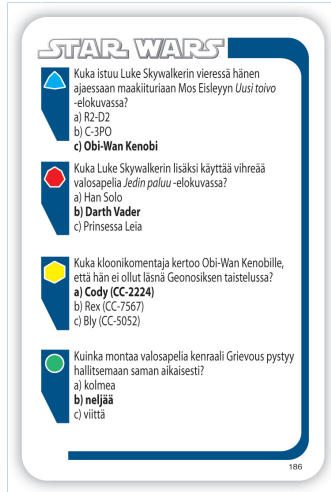 STAR WARS
Kuka istuu Luke Skywalkerin vieressä hänen
ajaessaan maakiituriaan Mos Eisleyyn Uusi toivo
-elokuvassa?
a) R2-D2
b) C-3PO
c) Obi-Wan Kenobi
Kuka Luke Skywalkerin lisäksi käyttää vihreää
valosapelia Jedin paluu -elokuvassa?
a) Han Solo
b) Darth Vader
c) Prinsessa Leia
Kuka kloonikomentaja kertoo Obi-Wan Kenobille,
että hän ei ollut läsnä Geonosiksen taistelussa?
a) Cody (CC-2224)
b) Rex (CC-7567)
c) Bly (CC-5052)
Kuinka montaa valosapelia kenraali Grievous pystyy
hallitsemaan saman aikaisesti?
a) kolmea
b) neljää
c) viittä
186